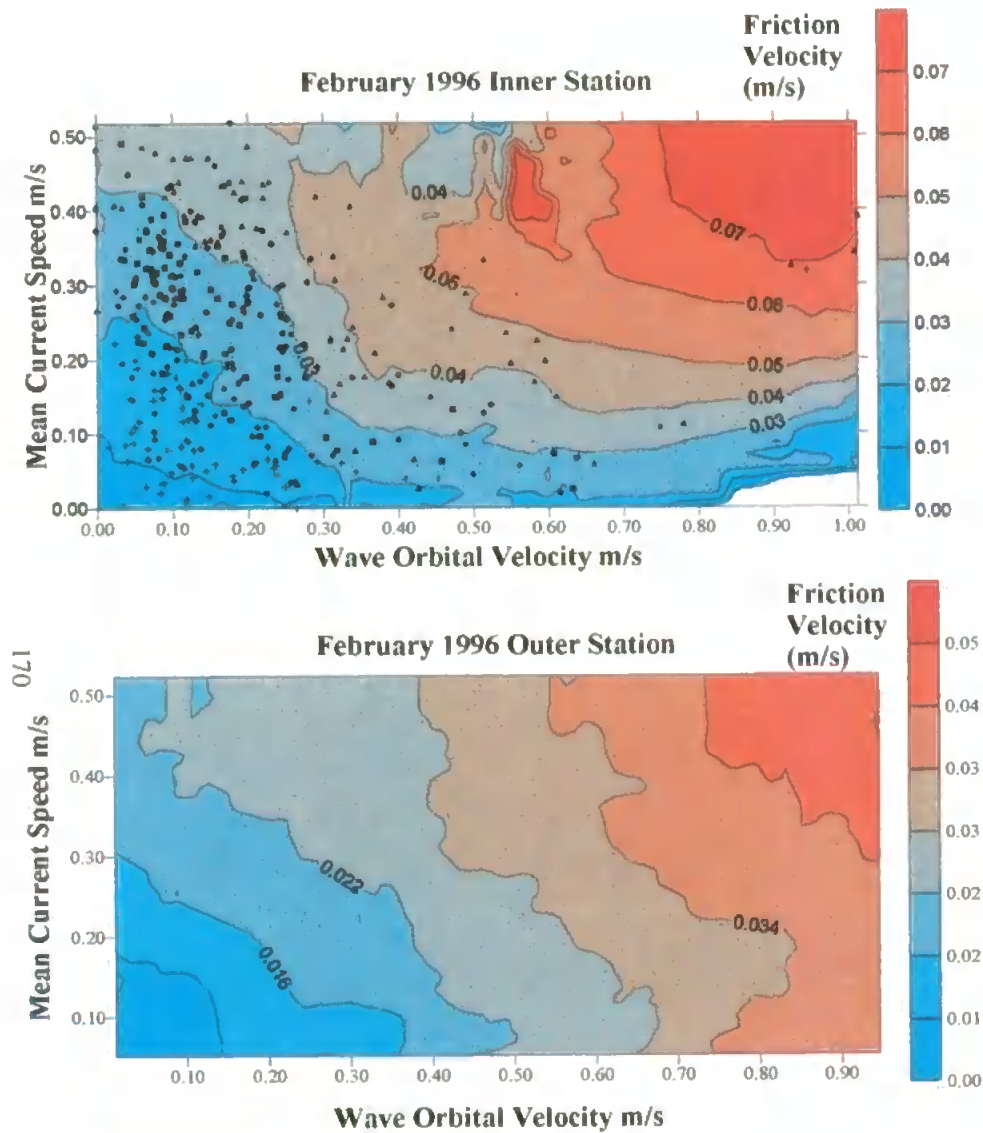 Friction
Velocity
(m/s)
February 1996 Inner Station
0.07
0.06
0.05
0.04
0.03
0.02
0.01
0.00
Mean Current Speed m/s
0.50
0.40
0.30
0.20
0.10
0.00
0.04
0.07
0.05
0.06
0.03
0.04
0.05
0.04
0.03
0.00 0.10 0.20 0.30 0.40 0.50 0.60 0.70 0.80 0.90 1.00
Wave Orbital Velocity m/s
Friction
Velocity
(m/s)
February 1996 Outer Station
170
0.05
0.04
0.03
0.03
0.02
0.02
0.01
0.00
Mean Current Speed m/s
0.50
0.40
0.30
0.20
0.10
0.022
0.034
0.016
0.10 0.20 0.30 0.40 0.50 0.60 0.70 0.80 0.90
Wave Orbital Velocity m/s